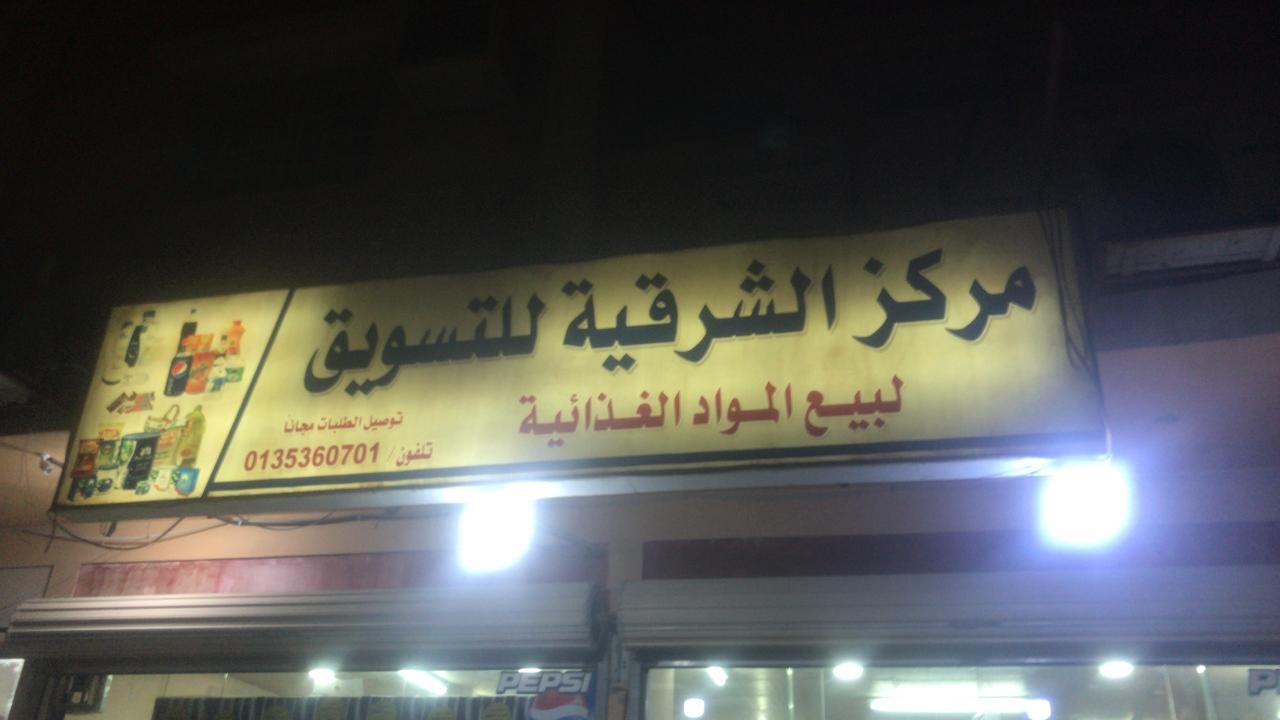 مركز الشرقية للتسويق
لبيع المواد الغذائية
توصيل الطلبات مجانا
تلفون/ 0135360701
PEPSI